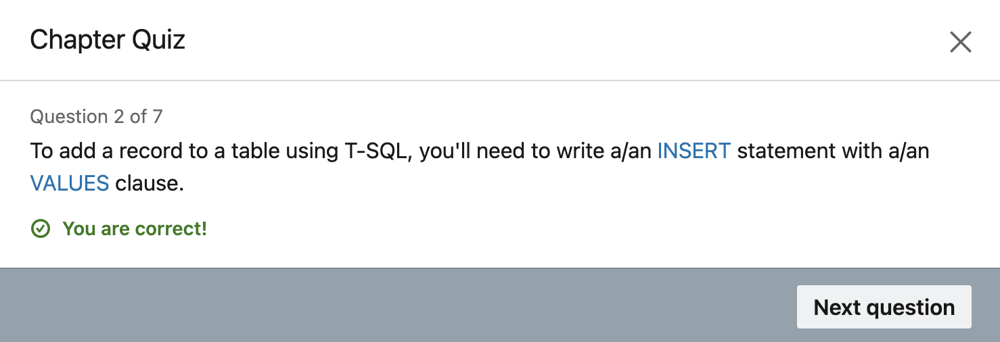 Chapter Quiz
Question 2 of 7
To add a record to a table using T-SQL, you'll need to write a/an INSERT statement with a/an
VALUES clause.
You are correct!
Next question